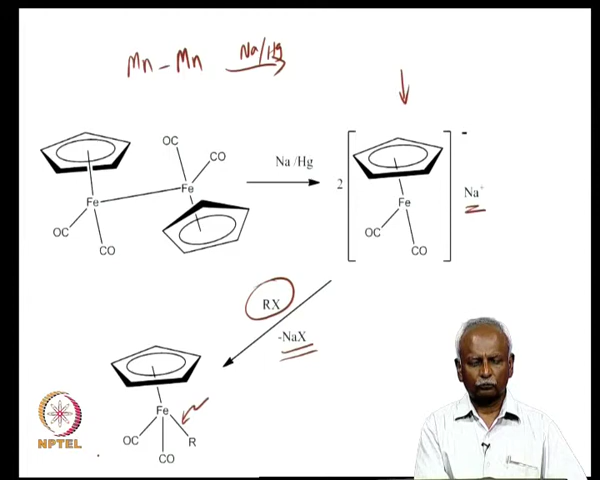 Mn - Mn Na/Hg
OC
CO
Fe
Na /Hg
Fe
OC
CO
2
Fe
OC
CO
-
Na+
RX
-NaX
Fe
OC
CO
R
NPTEL